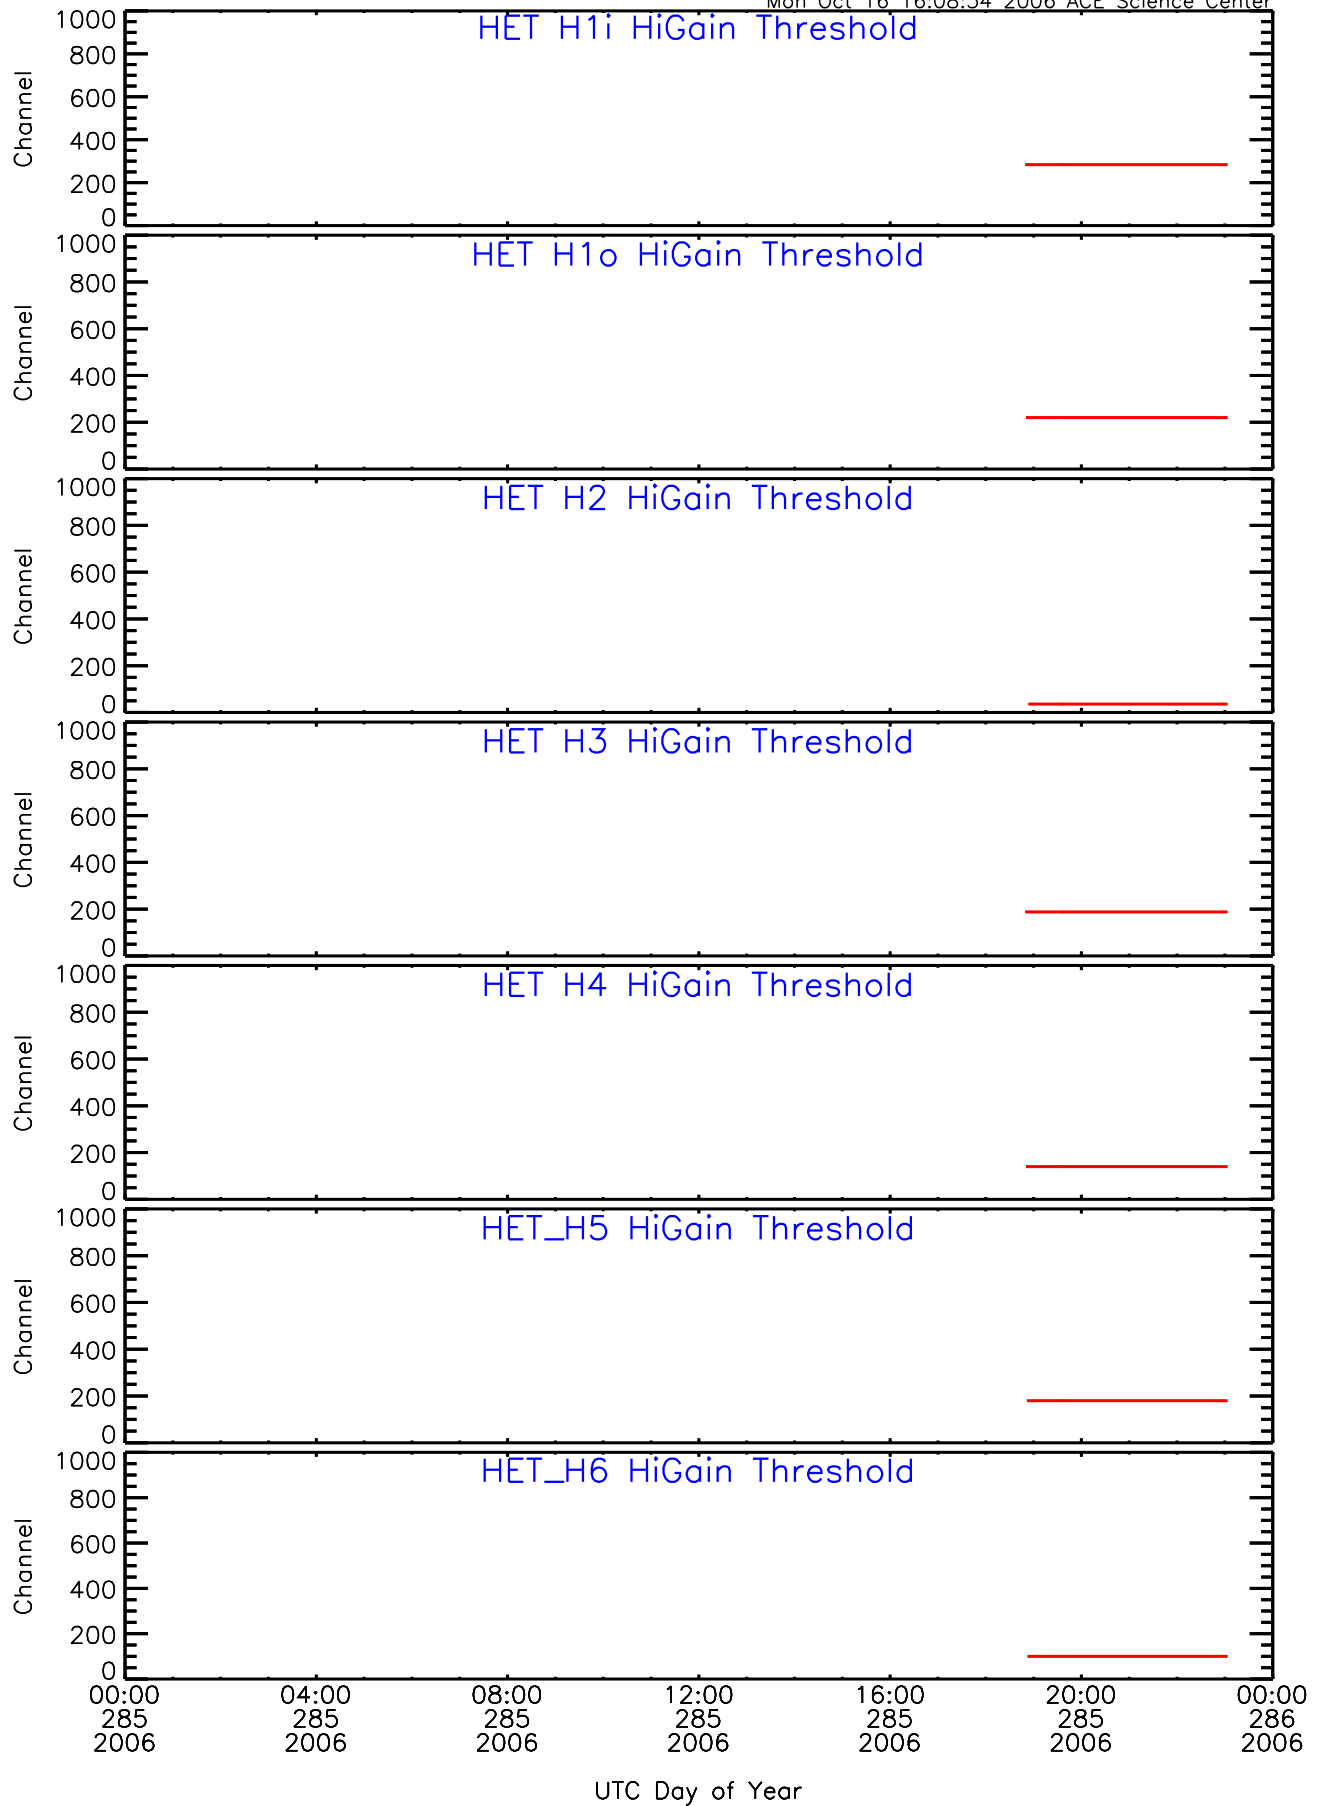 Mon Oct 16 16:08:54 2006 ACE Science Center
HET H1i HiGain Threshold
1000
800
600
400
200
0
Channel
HET H1o HiGain Threshold
1000
800
600
400
200
0
Channel
HET H2 HiGain Threshold
1000
800
600
400
200
0
Channel
HET H3 HiGain Threshold
1000
800
600
400
200
0
Channel
HET H4 HiGain Threshold
1000
800
600
400
200
0
Channel
HET_H5 HiGain Threshold
1000
800
600
400
200
0
Channel
HET_H6 HiGain Threshold
1000
800
600
400
200
0
Channel
00:00 04:00 08:00 12:00 16:00 20:00 00:00
285 285 285 285 285 285 286
2006 2006 2006 2006 2006 2006 2006
UTC Day of Year